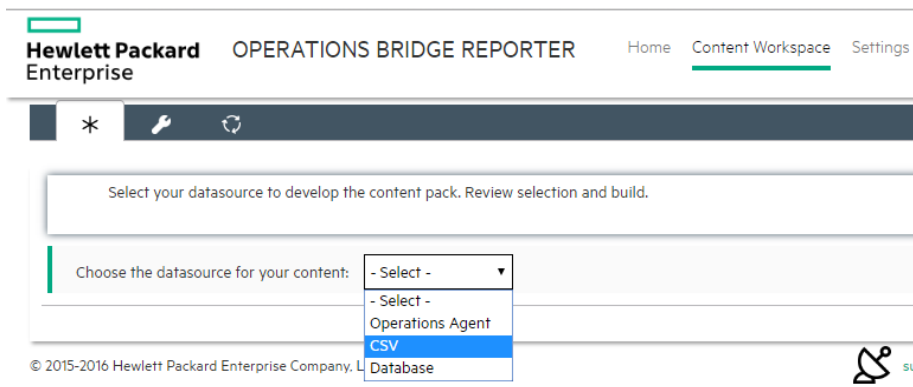 Hewlett Packard
Enterprise
OPERATIONS BRIDGE REPORTER
Home Content Workspace Settings
Select your datasource to develop the content pack. Review selection and build.
Choose the datasource for your content: - Select -
- Select -
Operations Agent
CSV
Database
© 2015-2016 Hewlett Packard Enterprise Company, L